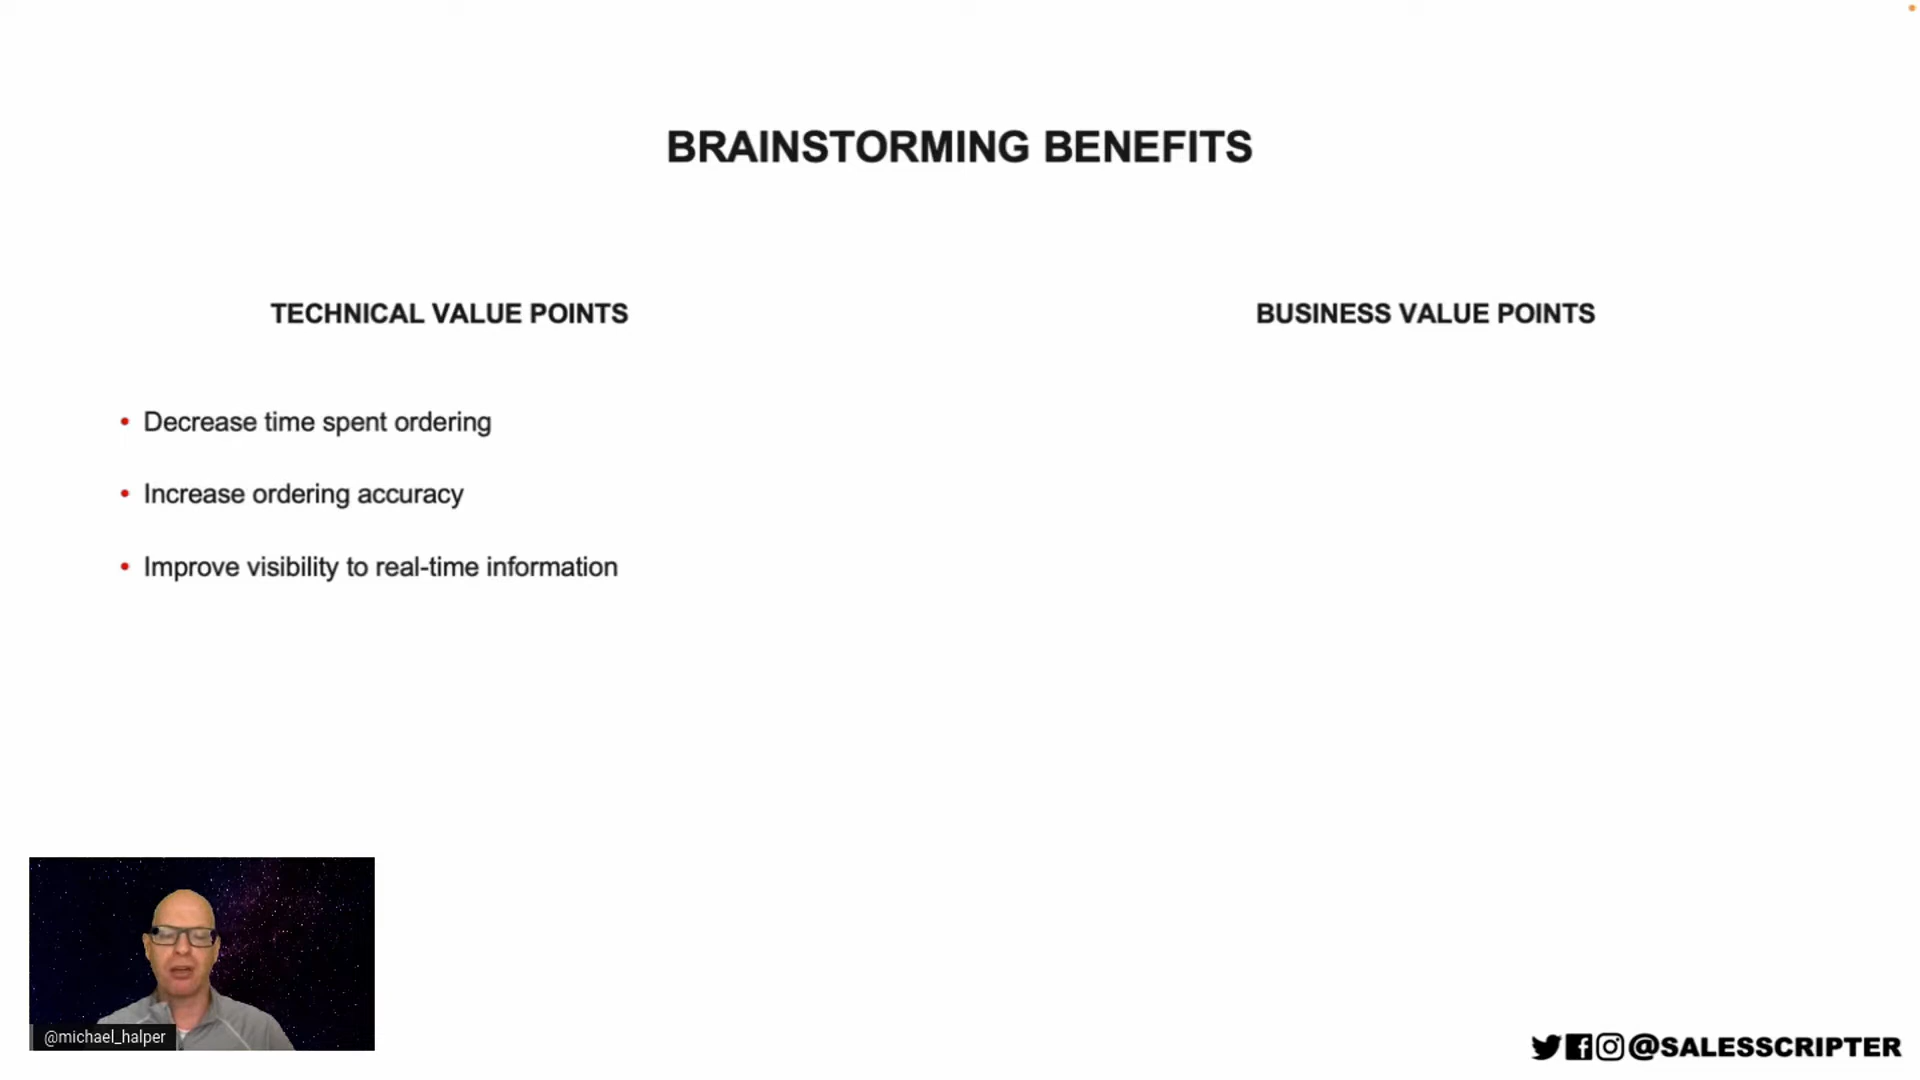 BRAINSTORMING BENEFITS
TECHNICAL VALUE POINTS
BUSINESS VALUE POINTS
• Decrease time spent ordering
• Increase ordering accuracy
• Improve visibility to real-time information
@michael_halper
@SALESSCRIPTER